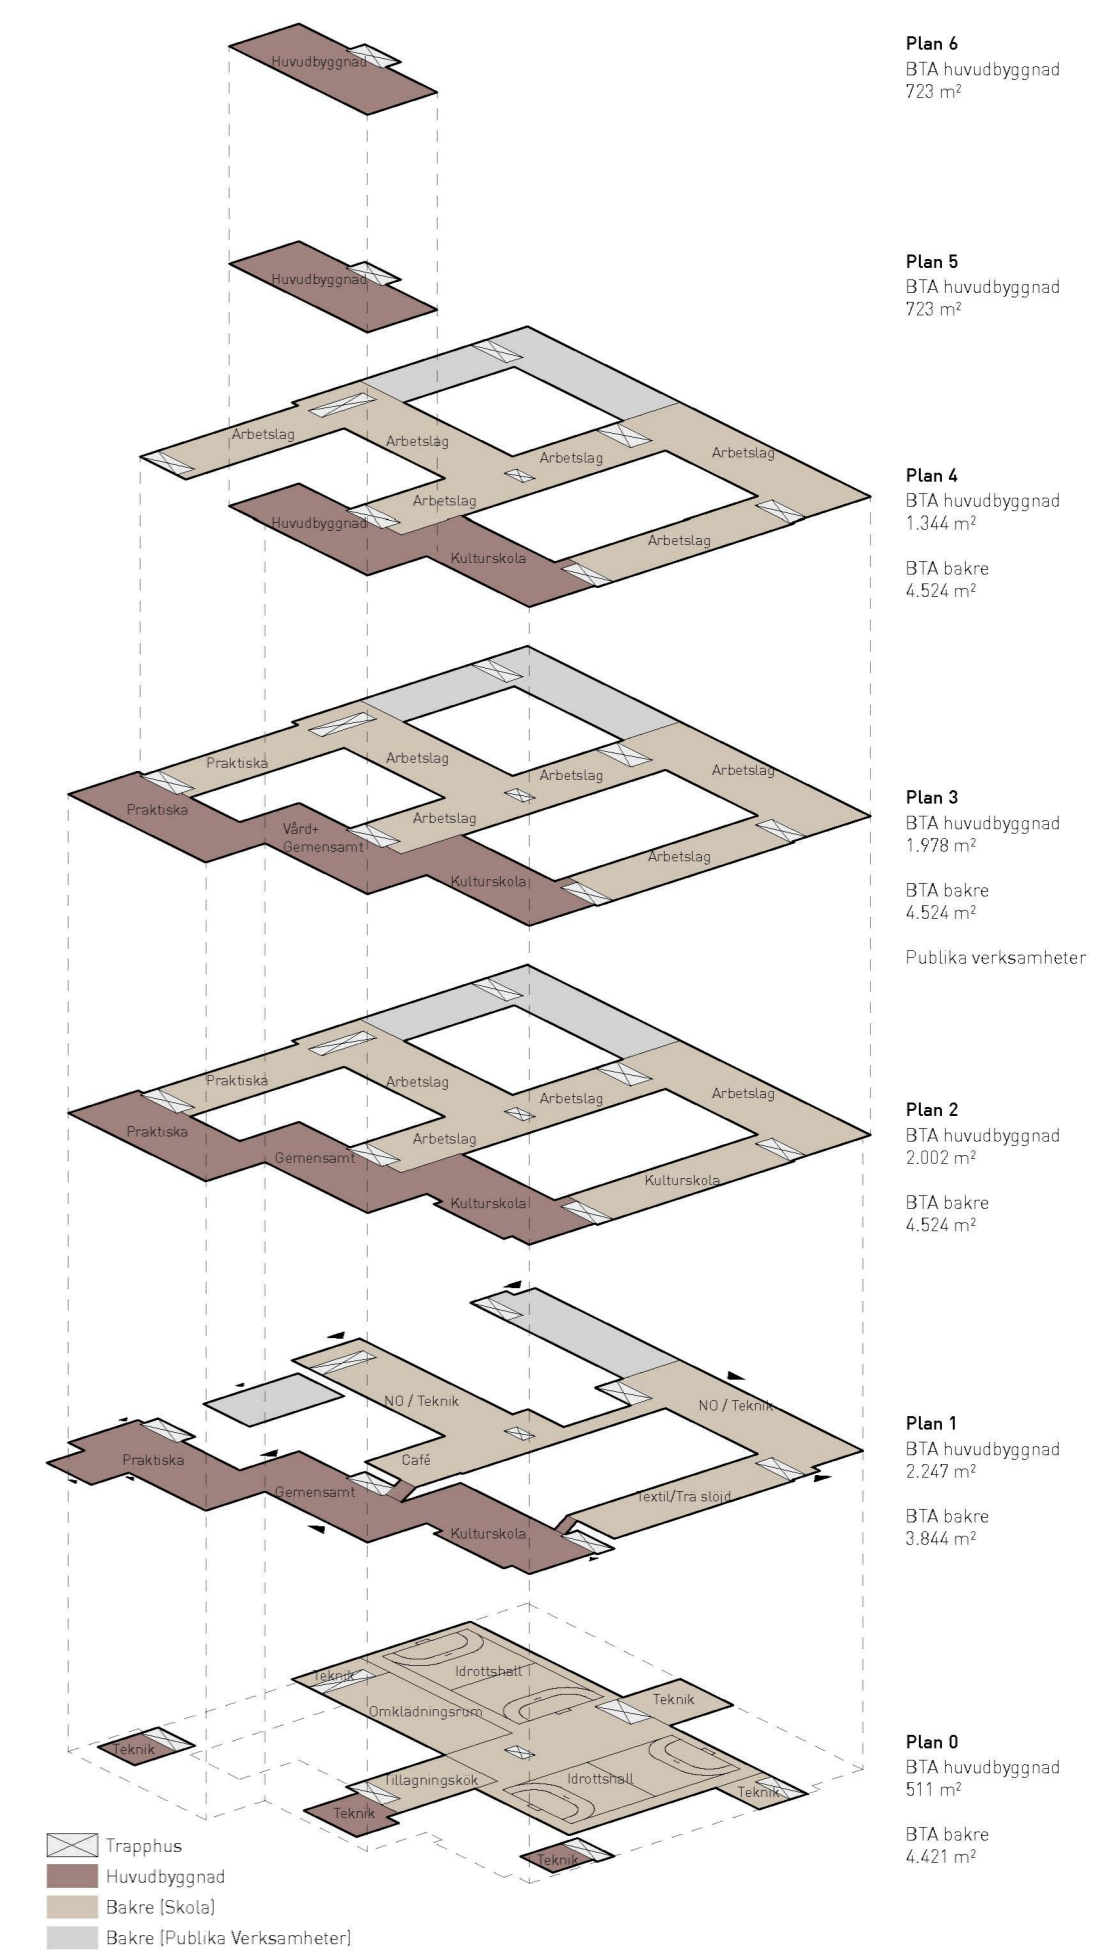 Plan 6
BTA huvudbyggnad
723 m²
Huvudbyggnad
Plan 5
BTA huvudbyggnad
723 m²
Huvudbyggnad
Arbetslag
Arbetslag
Arbetslag
Arbetslag
Arbetslag
Huvudbyggnad
Kulturskola
Arbetslag
Plan 4
BTA huvudbyggnad
1.344 m²
BTA bakre
4.524 m²
Praktiska
Arbetslag
Arbetslag
Arbetslag
Praktiska
Arbetslag
Vård+
Gemensamt
Kulturskola
Arbetslag
Plan 3
BTA huvudbyggnad
1.978 m²
BTA bakre
4.524 m²
Publika verksamheter
Praktiska
Arbetslag
Arbetslag
Arbetslag
Praktiska
Arbetslag
Gemensamt
Kulturskola
Kulturskola
Plan 2
BTA huvudbyggnad
2.002 m²
BTA bakre
4.524 m²
NO / Teknik
NO / Teknik
Praktiska
Café
Gemensamt
Textil/Trä slöjd
Kulturskola
Plan 1
BTA huvudbyggnad
2.247 m²
BTA bakre
3.844 m²
Teknik
Idrottshall
Teknik
Omklädningsrum
Teknik
Tillagningskök
Idrottshall
Teknik
Teknik
Teknik
Plan 0
BTA huvudbyggnad
511 m²
BTA bakre
4.421 m²
Trapphus
Huvudbyggnad
Bakre (Skola)
Bakre (Publika Verksamheter)